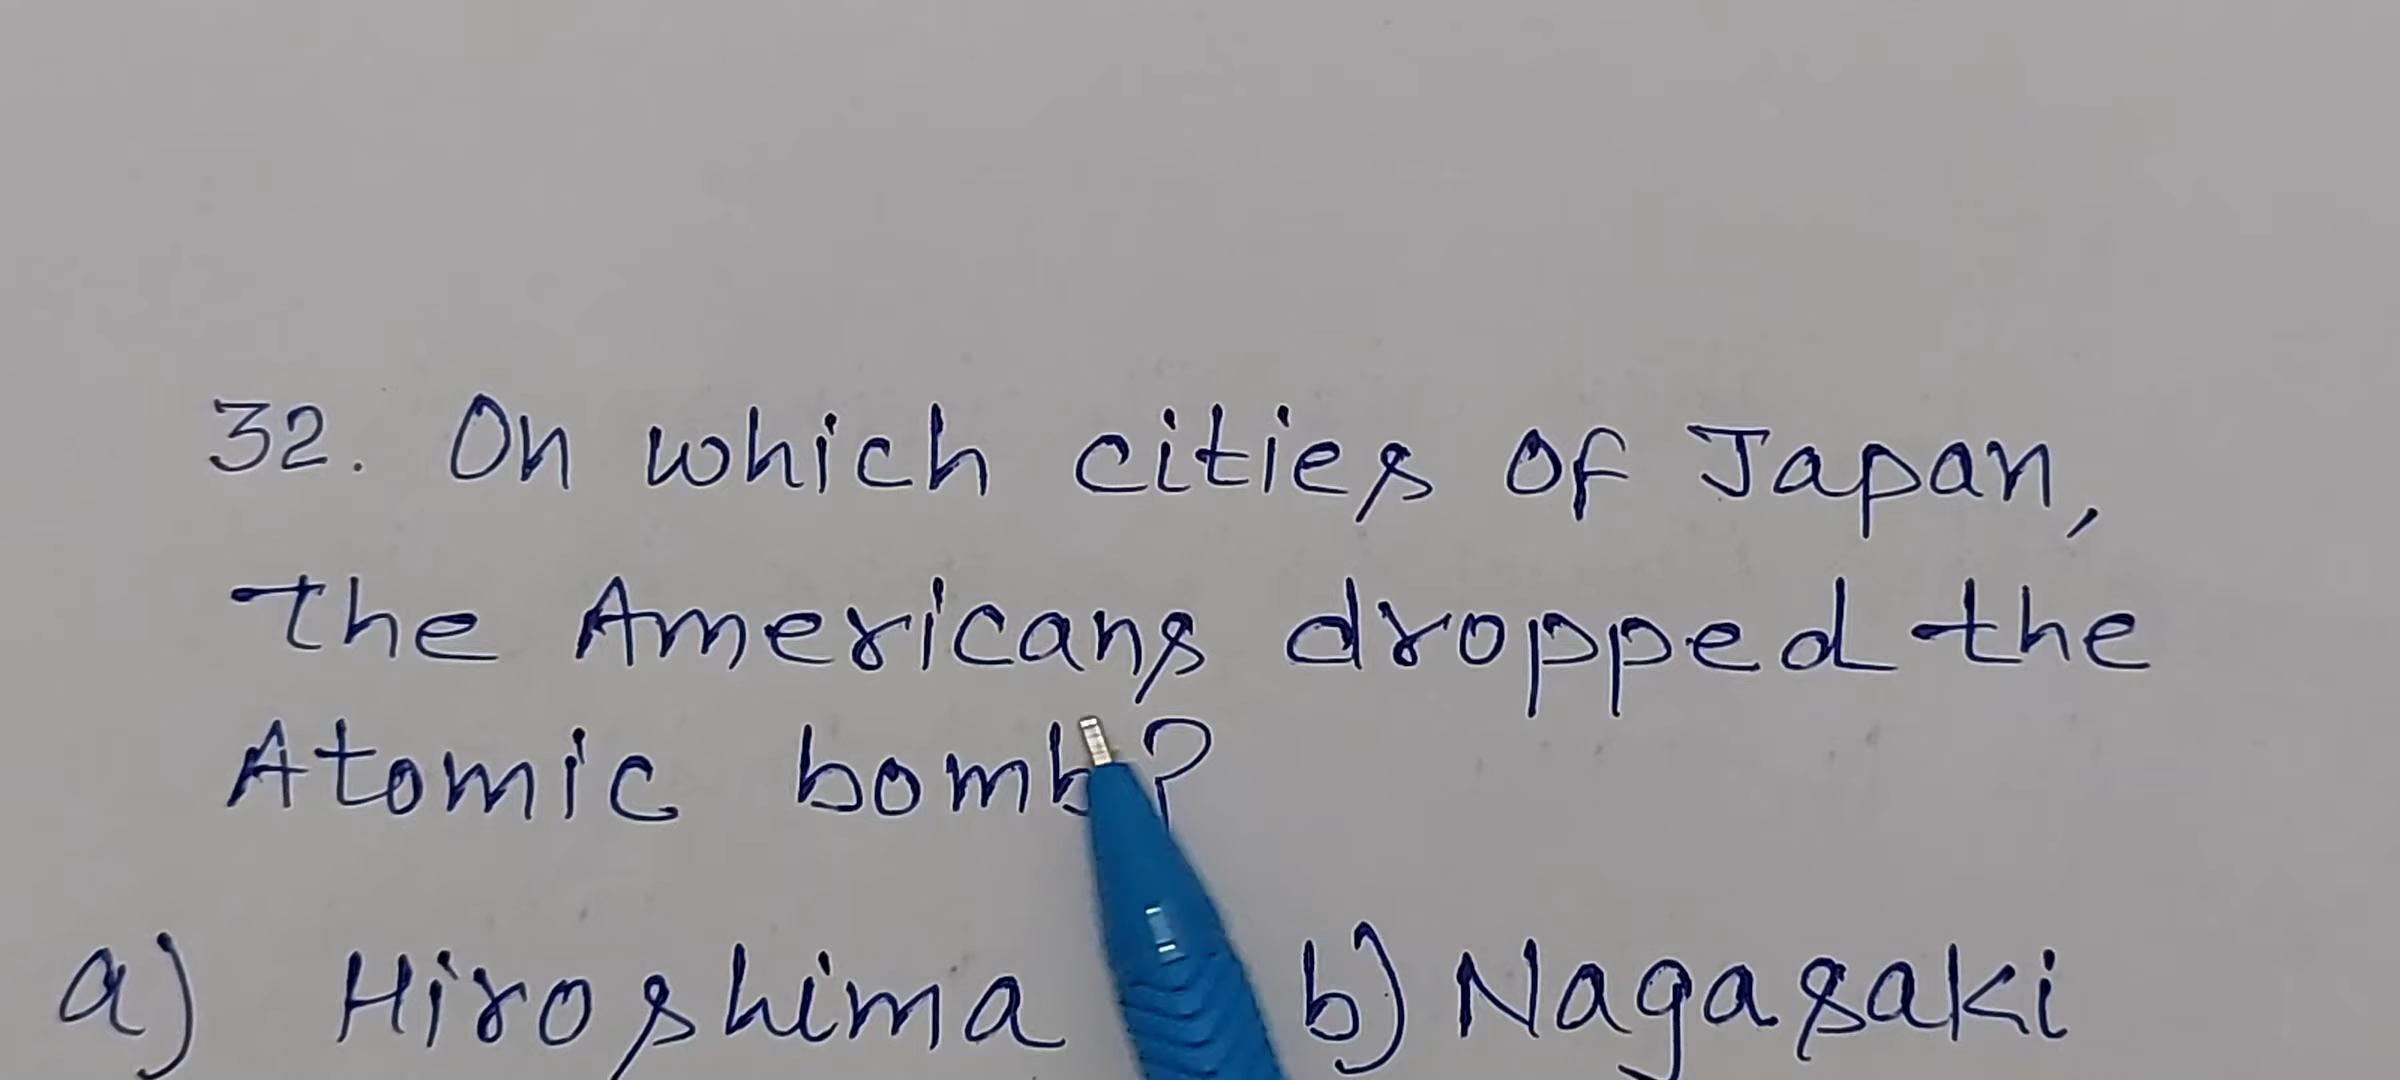 32. On which cities of Japan,
the Americans dropped the
Atomic bomb?
a) Hiroshima b) Nagasaki